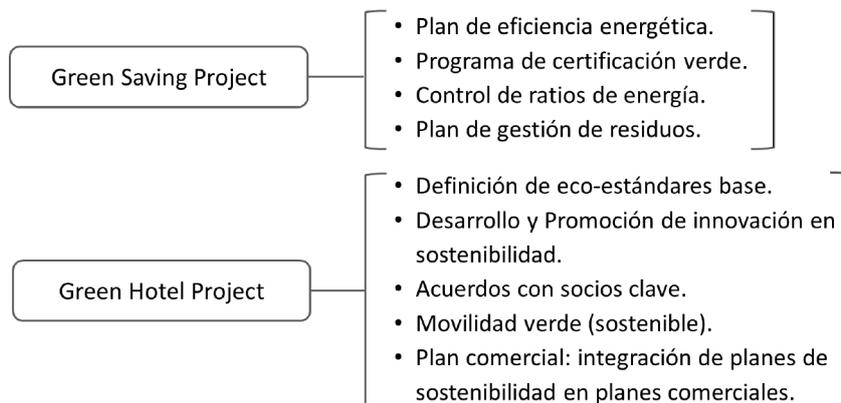 Green Saving Project
• Plan de eficiencia energética.
• Programa de certificación verde.
• Control de ratios de energía.
• Plan de gestión de residuos.
Green Hotel Project
• Definición de eco-estándares base.
• Desarrollo y Promoción de innovación en
sostenibilidad.
• Acuerdos con socios clave.
• Movilidad verde (sostenible).
• Plan comercial: integración de planes de
sostenibilidad en planes comerciales.